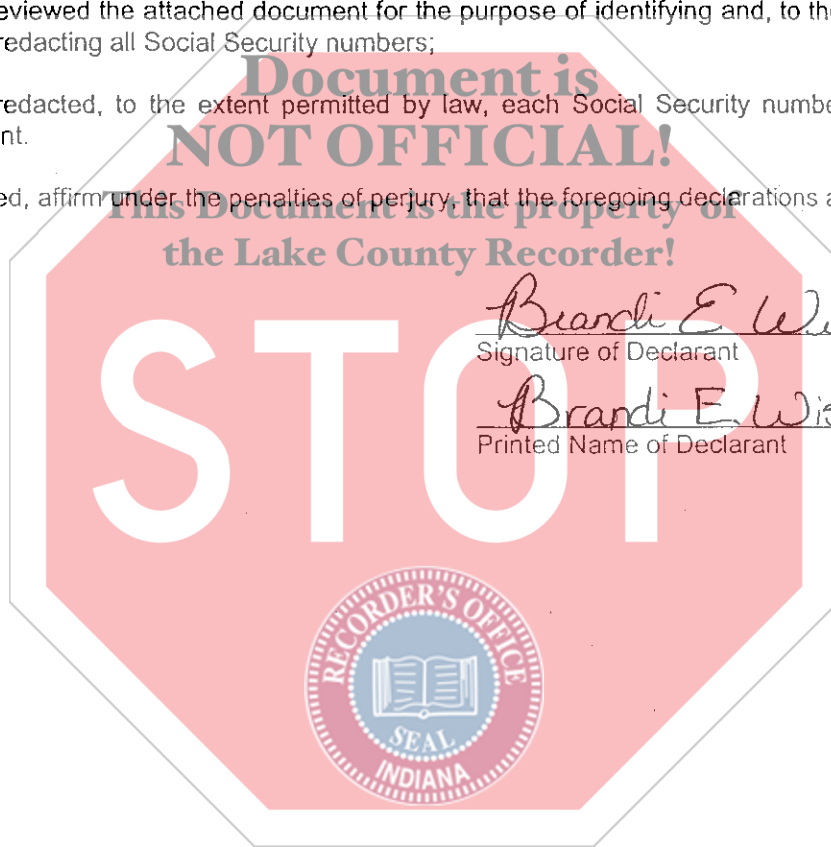 eviewed the attached document for the purpose of identifying and, to the
redacting all Social Security numbers;
Document is
redacted, to the extent permitted by law, each Social Security numbe
nt.
NOT OFFICIAL!
ed, affirm under the penalties of perjury, that the foregoing declarations a
This Document is the property of
the Lake County Recorder!
Brandi E Wi
Signature of Declarant
Brandi E. Wis
Printed Name of Declarant
STOP
RECORDER'S OFFICE
SEAL
INDIANA